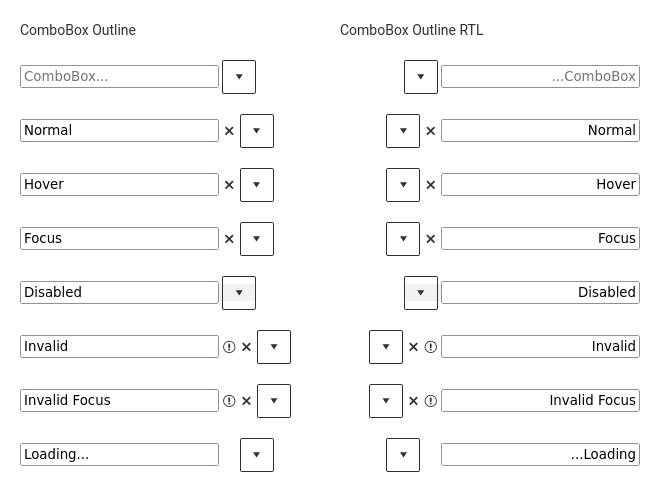 ComboBox Outline
ComboBox...
Normal
Hover
Focus
Disabled
Invalid
Invalid Focus
Loading...
ComboBox Outline RTL
...ComboBox
Normal
Hover
Focus
Disabled
Invalid
Invalid Focus
...Loading